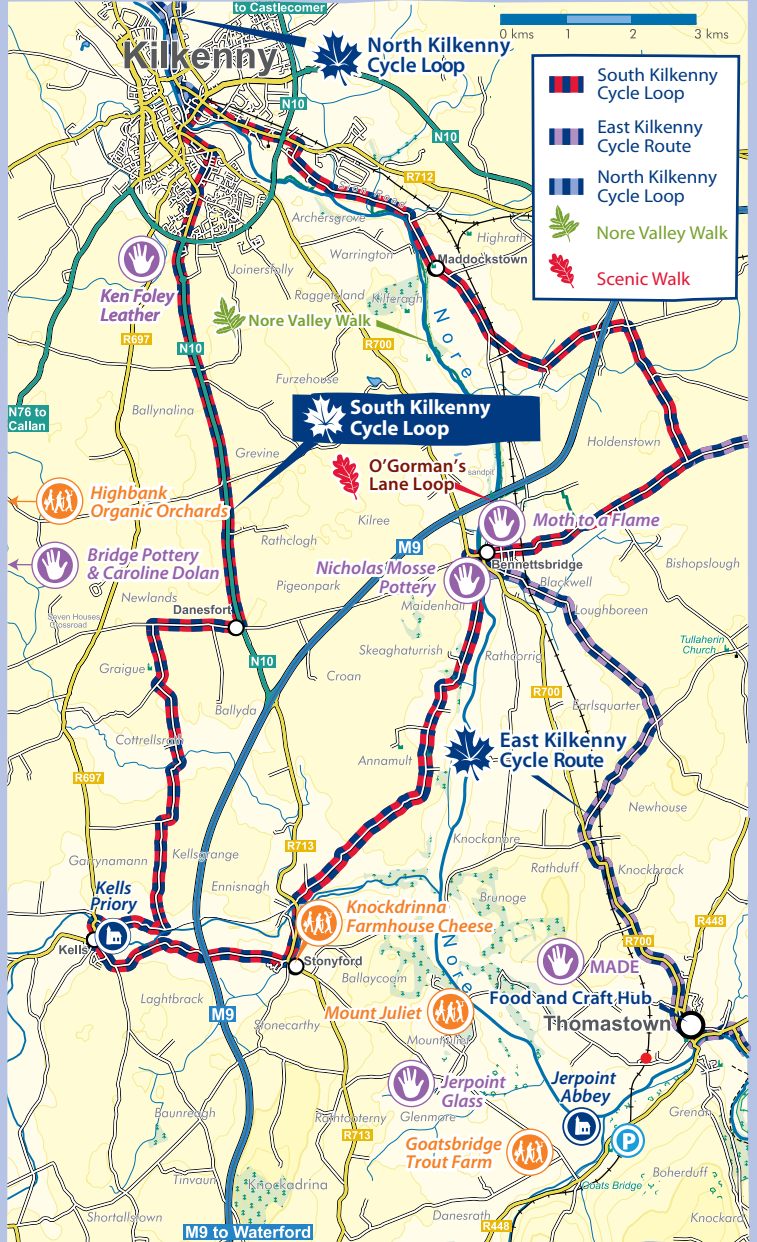 to Castlecomer
Kilkenny
North Kilkenny
Cycle Loop
0 kms
1
2
3 kms
South Kilkenny
Cycle Loop
East Kilkenny
Cycle Route
North Kilkenny
Cycle Loop
Nore Valley Walk
Scenic Walk
N10
N10
R712
Archersgrove
Highrath
Warrington
Maddockstown
Joinersfolly
Ken Foley
Leather
Raggetsland
Kilferagh
Nore Valley Walk
Nore
R697
N10
R700
Furzehouse
N76 to
Callan
Ballynalina
South Kilkenny
Cycle Loop
Holdenstown
Grevine
O'Gorman's
Lane Loop
sandpit
Highbank
Organic Orchards
Kilree
Moth to a Flame
Rathclogh
M9
Bridge Pottery
& Caroline Dolan
Nicholas Mosse
Pottery
Bennettsbridge
Bishopslough
Pigeonpark
Blackwell
Newlands
Danesfort
Maidenhall
Loughboreen
Seven Houses
Crossroad
Tullaherin
Church
Skeaghaturrish
Rathcorrig
Graigue
N10
Croan
R700
Ballyda
Earlsquarter
Cottrellsrath
East Kilkenny
Cycle Route
Annamult
R697
Newhouse
R713
Knockanore
Garrynamann
Kellsgrange
Rathduff
Knockbrack
Kells
Priory
Ennisnagh
Brunoge
Knockdrinna
Farmhouse Cheese
R448
Nore
R700
Kells
Stonyford
MADE
Ballaycoom
Laghtbrack
Food and Craft Hub
M9
Mount Juliet
Thomastown
Stonecarthy
Mountjuliet
Jerpoint
Glass
Jerpoint
Abbey
Baunreagh
Rathtooterny
Glenmore
Grenan
R713
Goatsbridge
Trout Farm
P
Tinvaun
Knockadrina
Goats Bridge
Boherduff
Shortallstown
Danesrath
Knockard
M9 to Waterford
R448